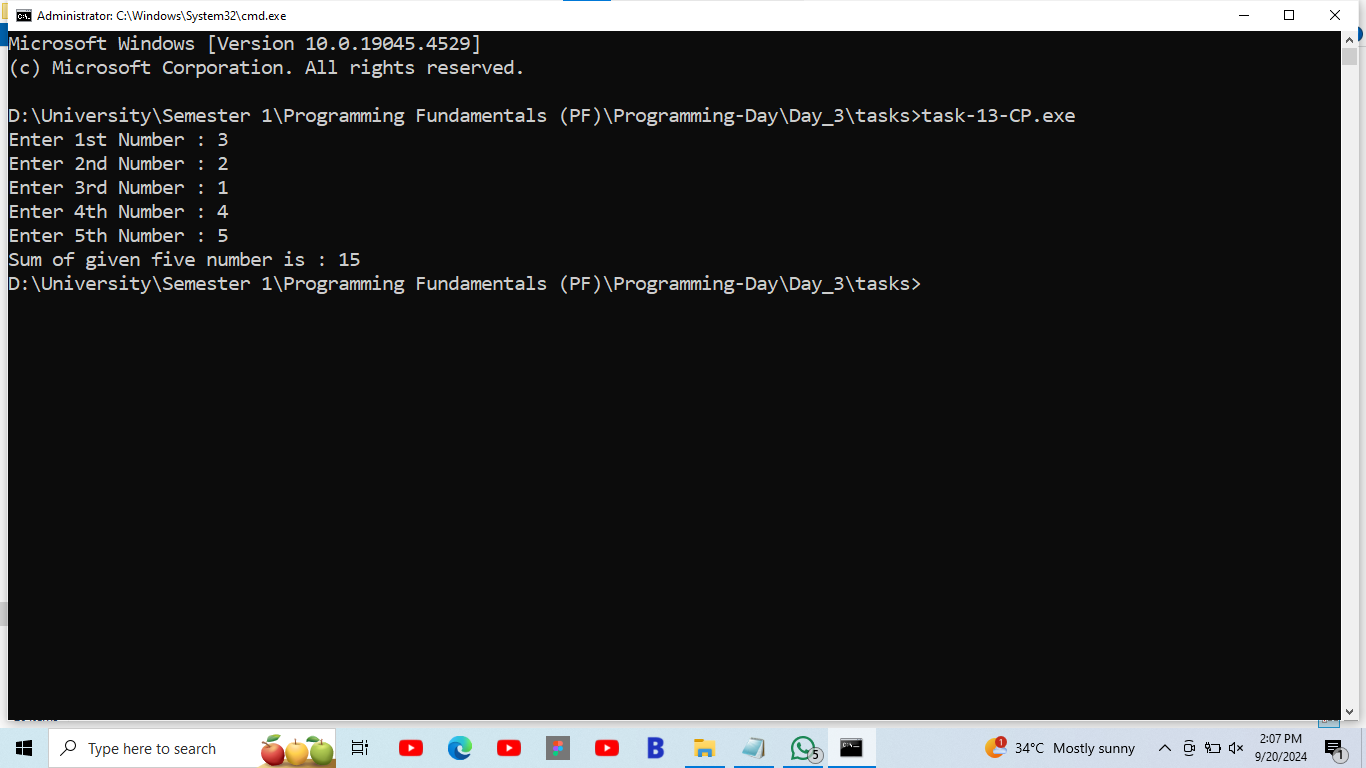 Administrator: C:\Windows\System32\cmd.exe
Microsoft Windows [Version 10.0.19045.4529]
(c) Microsoft Corporation. All rights reserved.
D:\University\Semester 1\Programming Fundamentals (PF)\Programming-Day\Day_3\tasks>task-13-CP.exe
Enter 1st Number : 3
Enter 2nd Number : 2
Enter 3rd Number : 1
Enter 4th Number : 4
Enter 5th Number : 5
Sum of given five number is : 15
D:\University\Semester 1\Programming Fundamentals (PF)\Programming-Day\Day_3\tasks>
Type here to search
B
5
1
34°C Mostly sunny
2:07 PM
9/20/2024
1